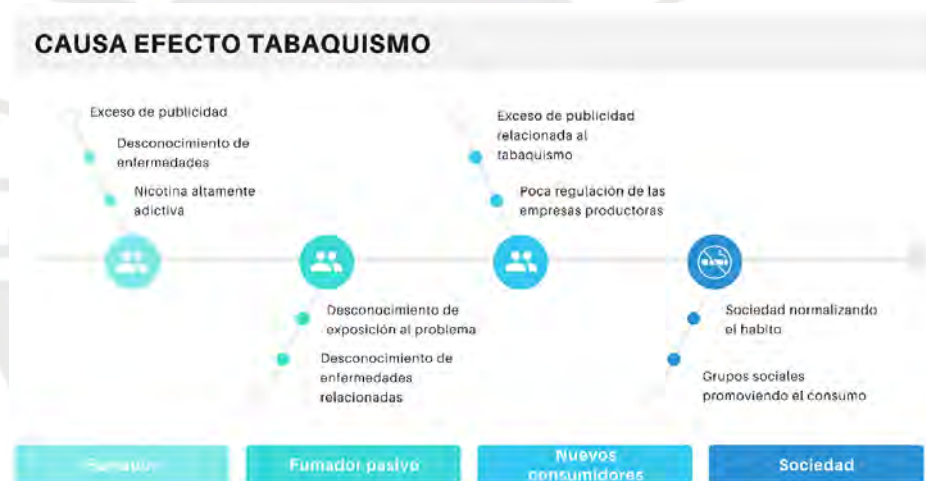 CAUSA EFECTO TABAQUISMO
Exceso de publicidad
Desconocimiento de
enfermedades
Nicotina altamente
adictiva
Exceso de publicidad
relacionada al
tabaquismo
Poca regulación de las
empresas productoras
Desconocimiento de
exposición al problema
Desconocimiento de
enfermedades
relacionadas
Sociedad normalizando
el habito
Grupos sociales
promoviendo el consumo
Fumador pasivo
Nuevos
consumidores
Sociedad